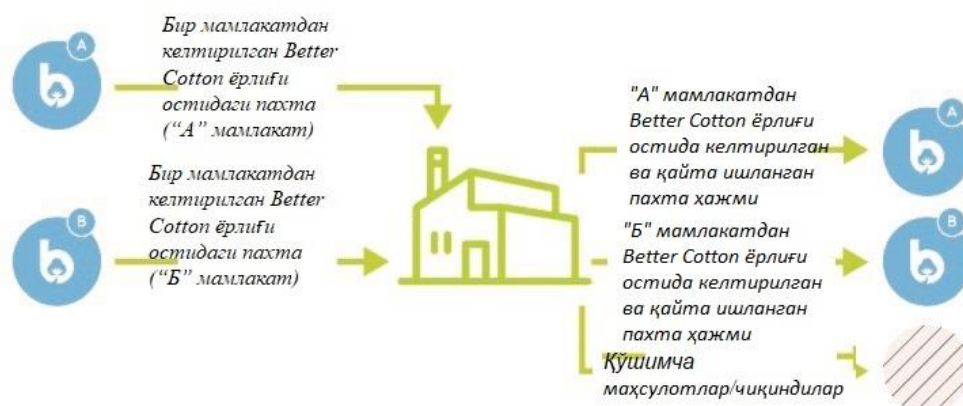 A
Бир мамлакатдан
келтирилган Better
Cotton ёрлиғи
остидаги пахта
(“А” мамлакат)
B
Бир мамлакатдан
келтирилган Better
Cotton ёрлиғи
остидаги пахта
(“Б” мамлакат)
"А" мамлакатдан
Better Cotton ёрлиғи
остида келтирилган
ва қайта ишланган
пахта ҳажми
A
"Б" мамлакатдан
Better Cotton ёрлиғи
остида келтирилган
ва қайта ишланган
пахта ҳажми
B
Қўшимча
маҳсулотлар/чиқиндилар